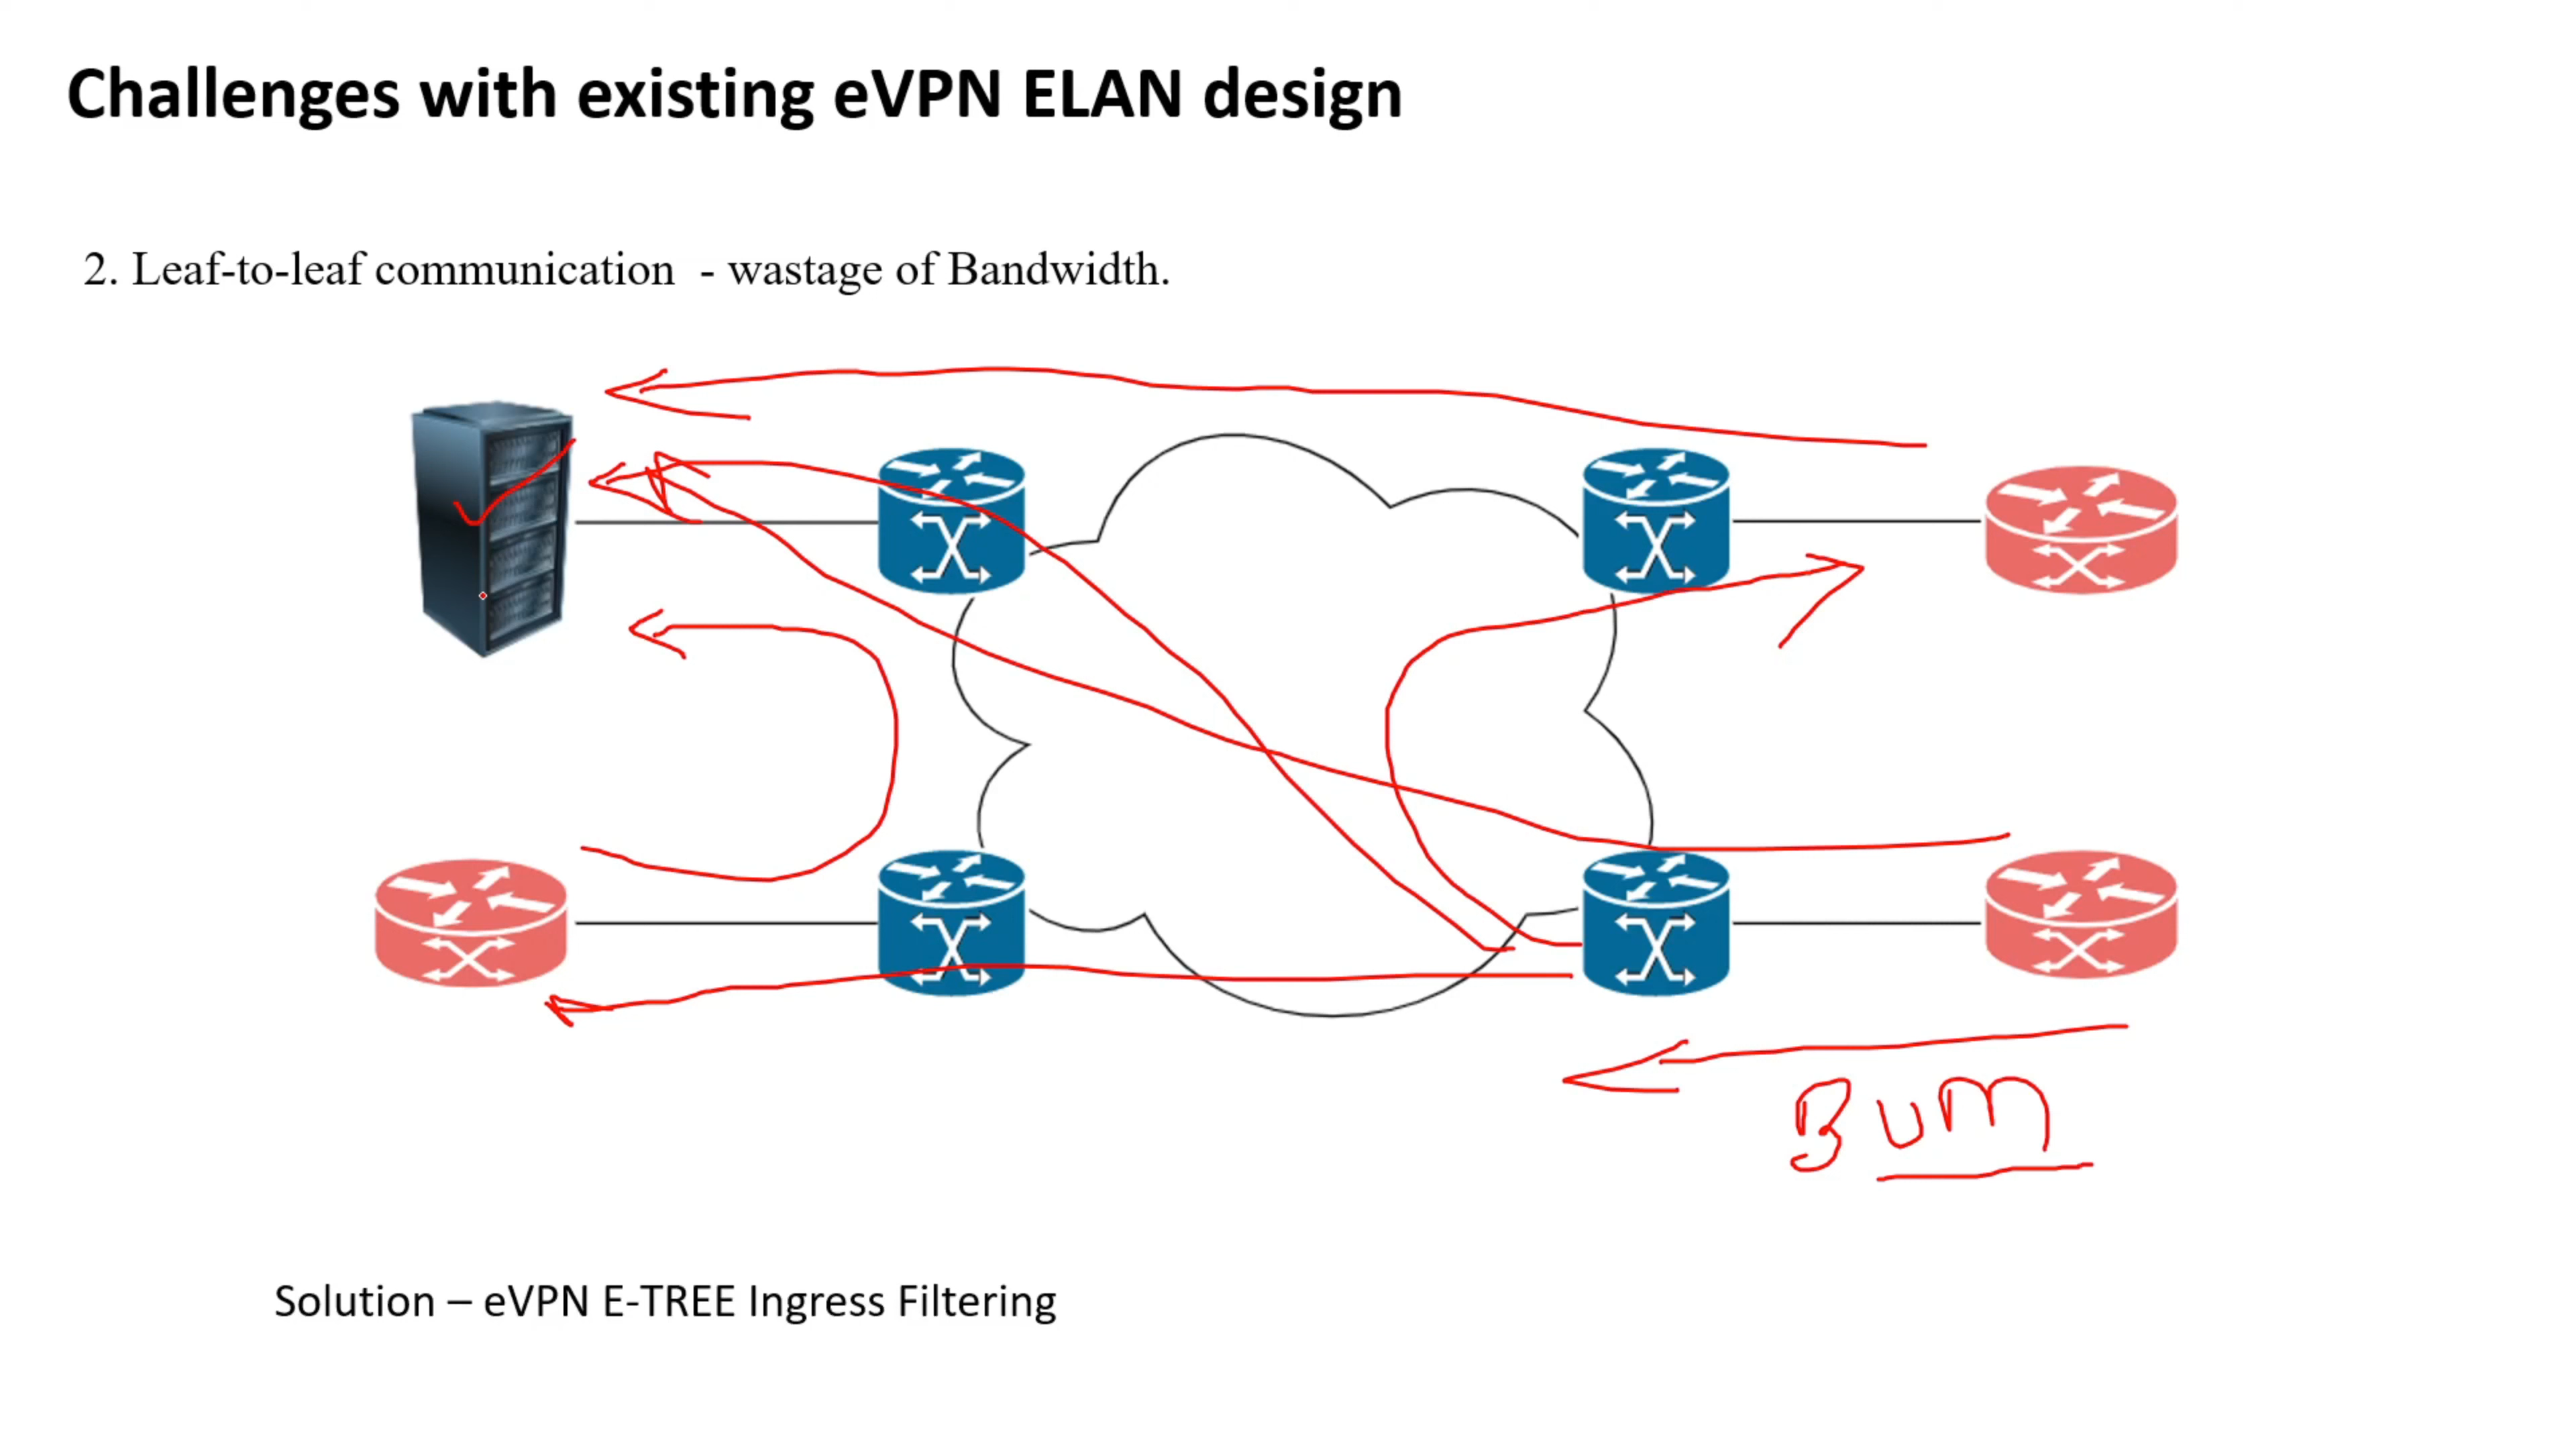 Challenges with existing eVPN ELAN design
2. Leaf-to-leaf communication - wastage of Bandwidth.
BUM
Solution – eVPN E-TREE Ingress Filtering